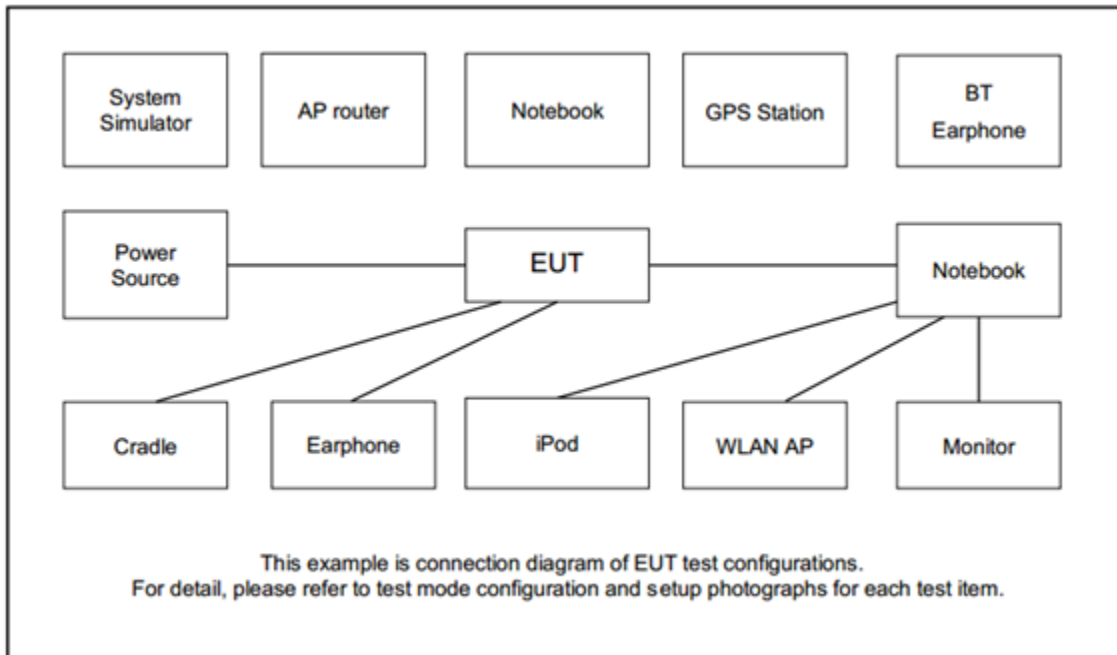 System
Simulator
AP router
Notebook
GPS Station
BT
Earphone
Power
Source
EUT
Notebook
Cradle
Earphone
iPod
WLAN AP
Monitor
This example is connection diagram of EUT test configurations.
For detail, please refer to test mode configuration and setup photographs for each test item.